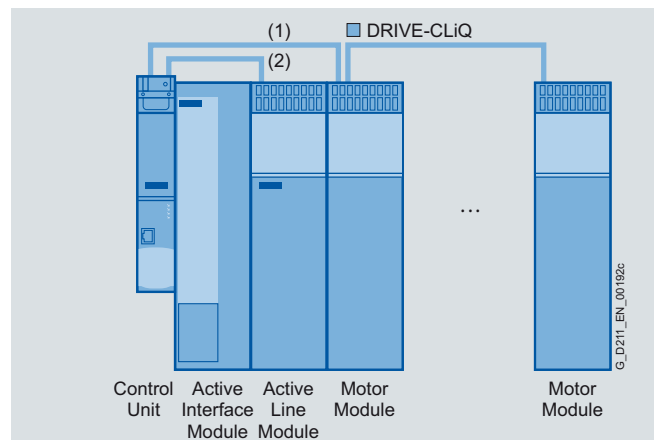 (1)
DRIVE-CLiQ
(2)
...
G_D211_EN_00192c
Control Unit
Active Interface Module
Active Line Module
Motor Module
Motor Module